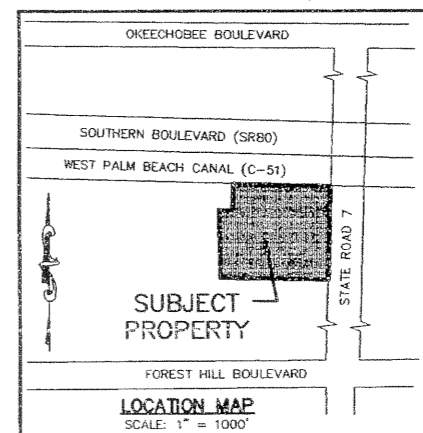 OKEECHOBEE BOULEVARD
SOUTHERN BOULEVARD (SR80)
WEST PALM BEACH CANAL (C-51)
STATE ROAD 7
SUBJECT
PROPERTY
FOREST HILL BOULEVARD
LOCATION MAP
SCALE: 1" = 1000'